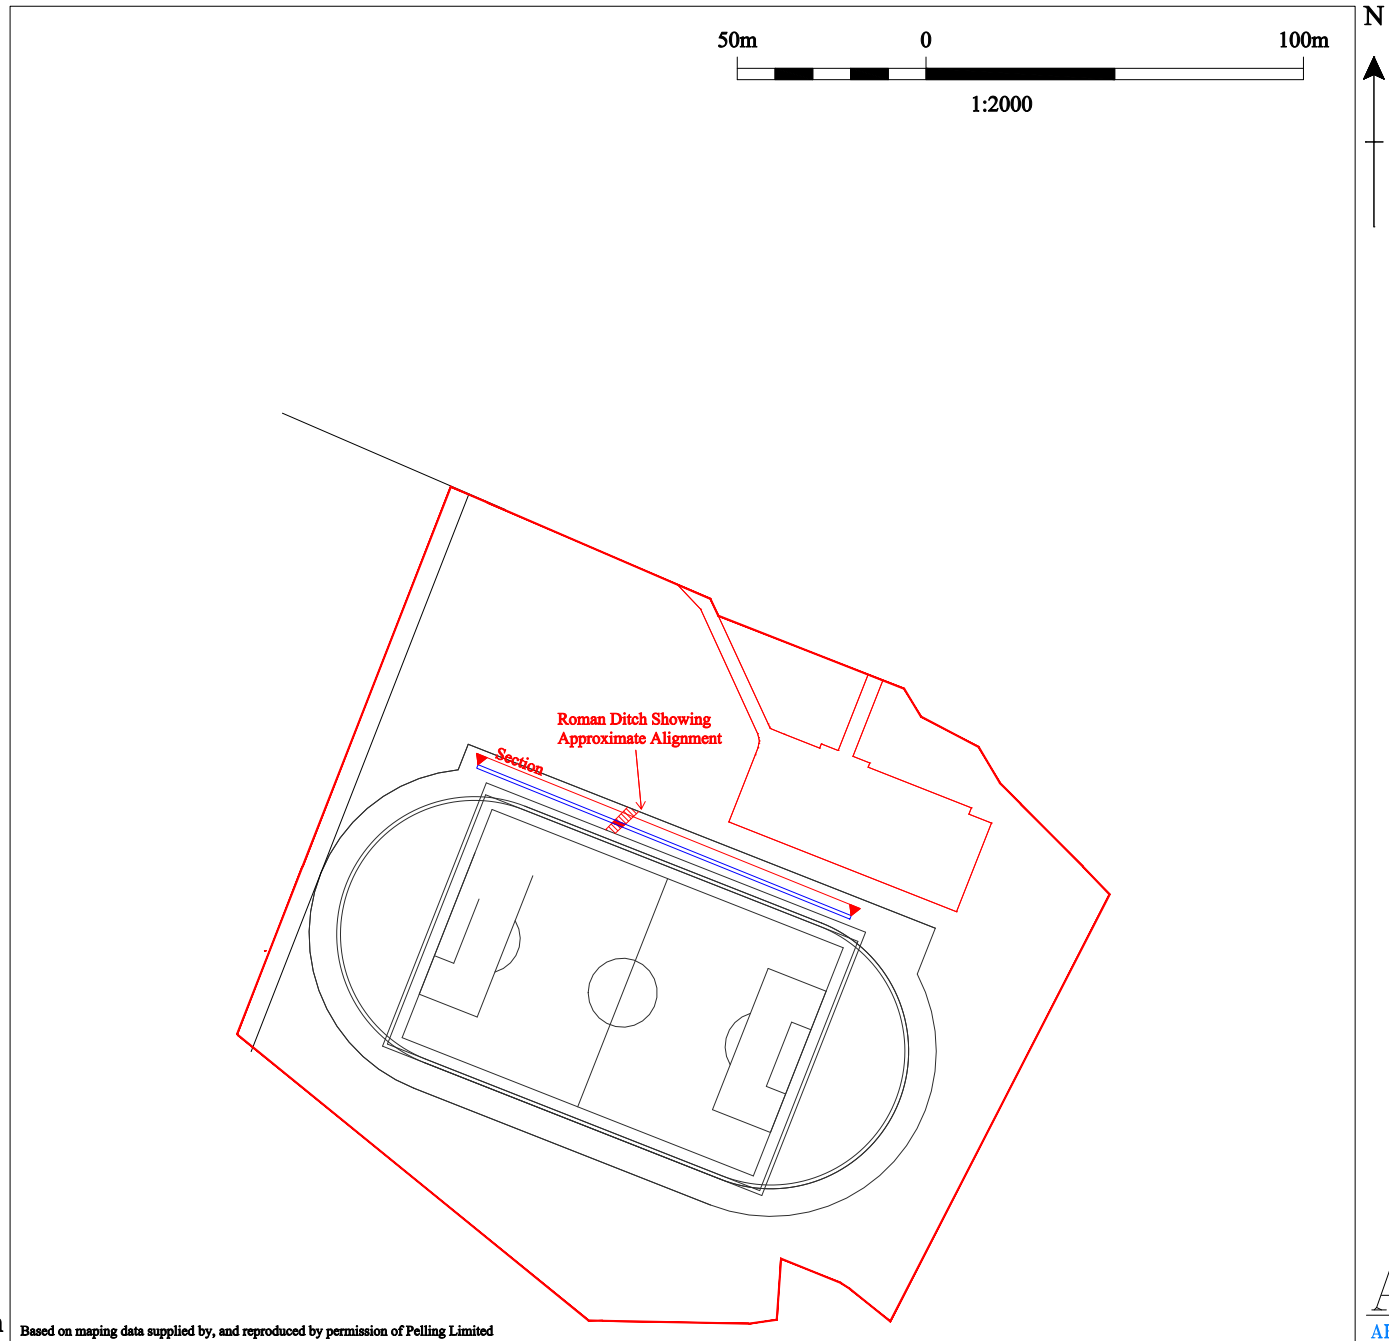 N
50m 0 100m
1:2000
Roman Ditch Showing
Approximate Alignment
Section
Based on maping data supplied by, and reproduced by permission of Pelling Limited